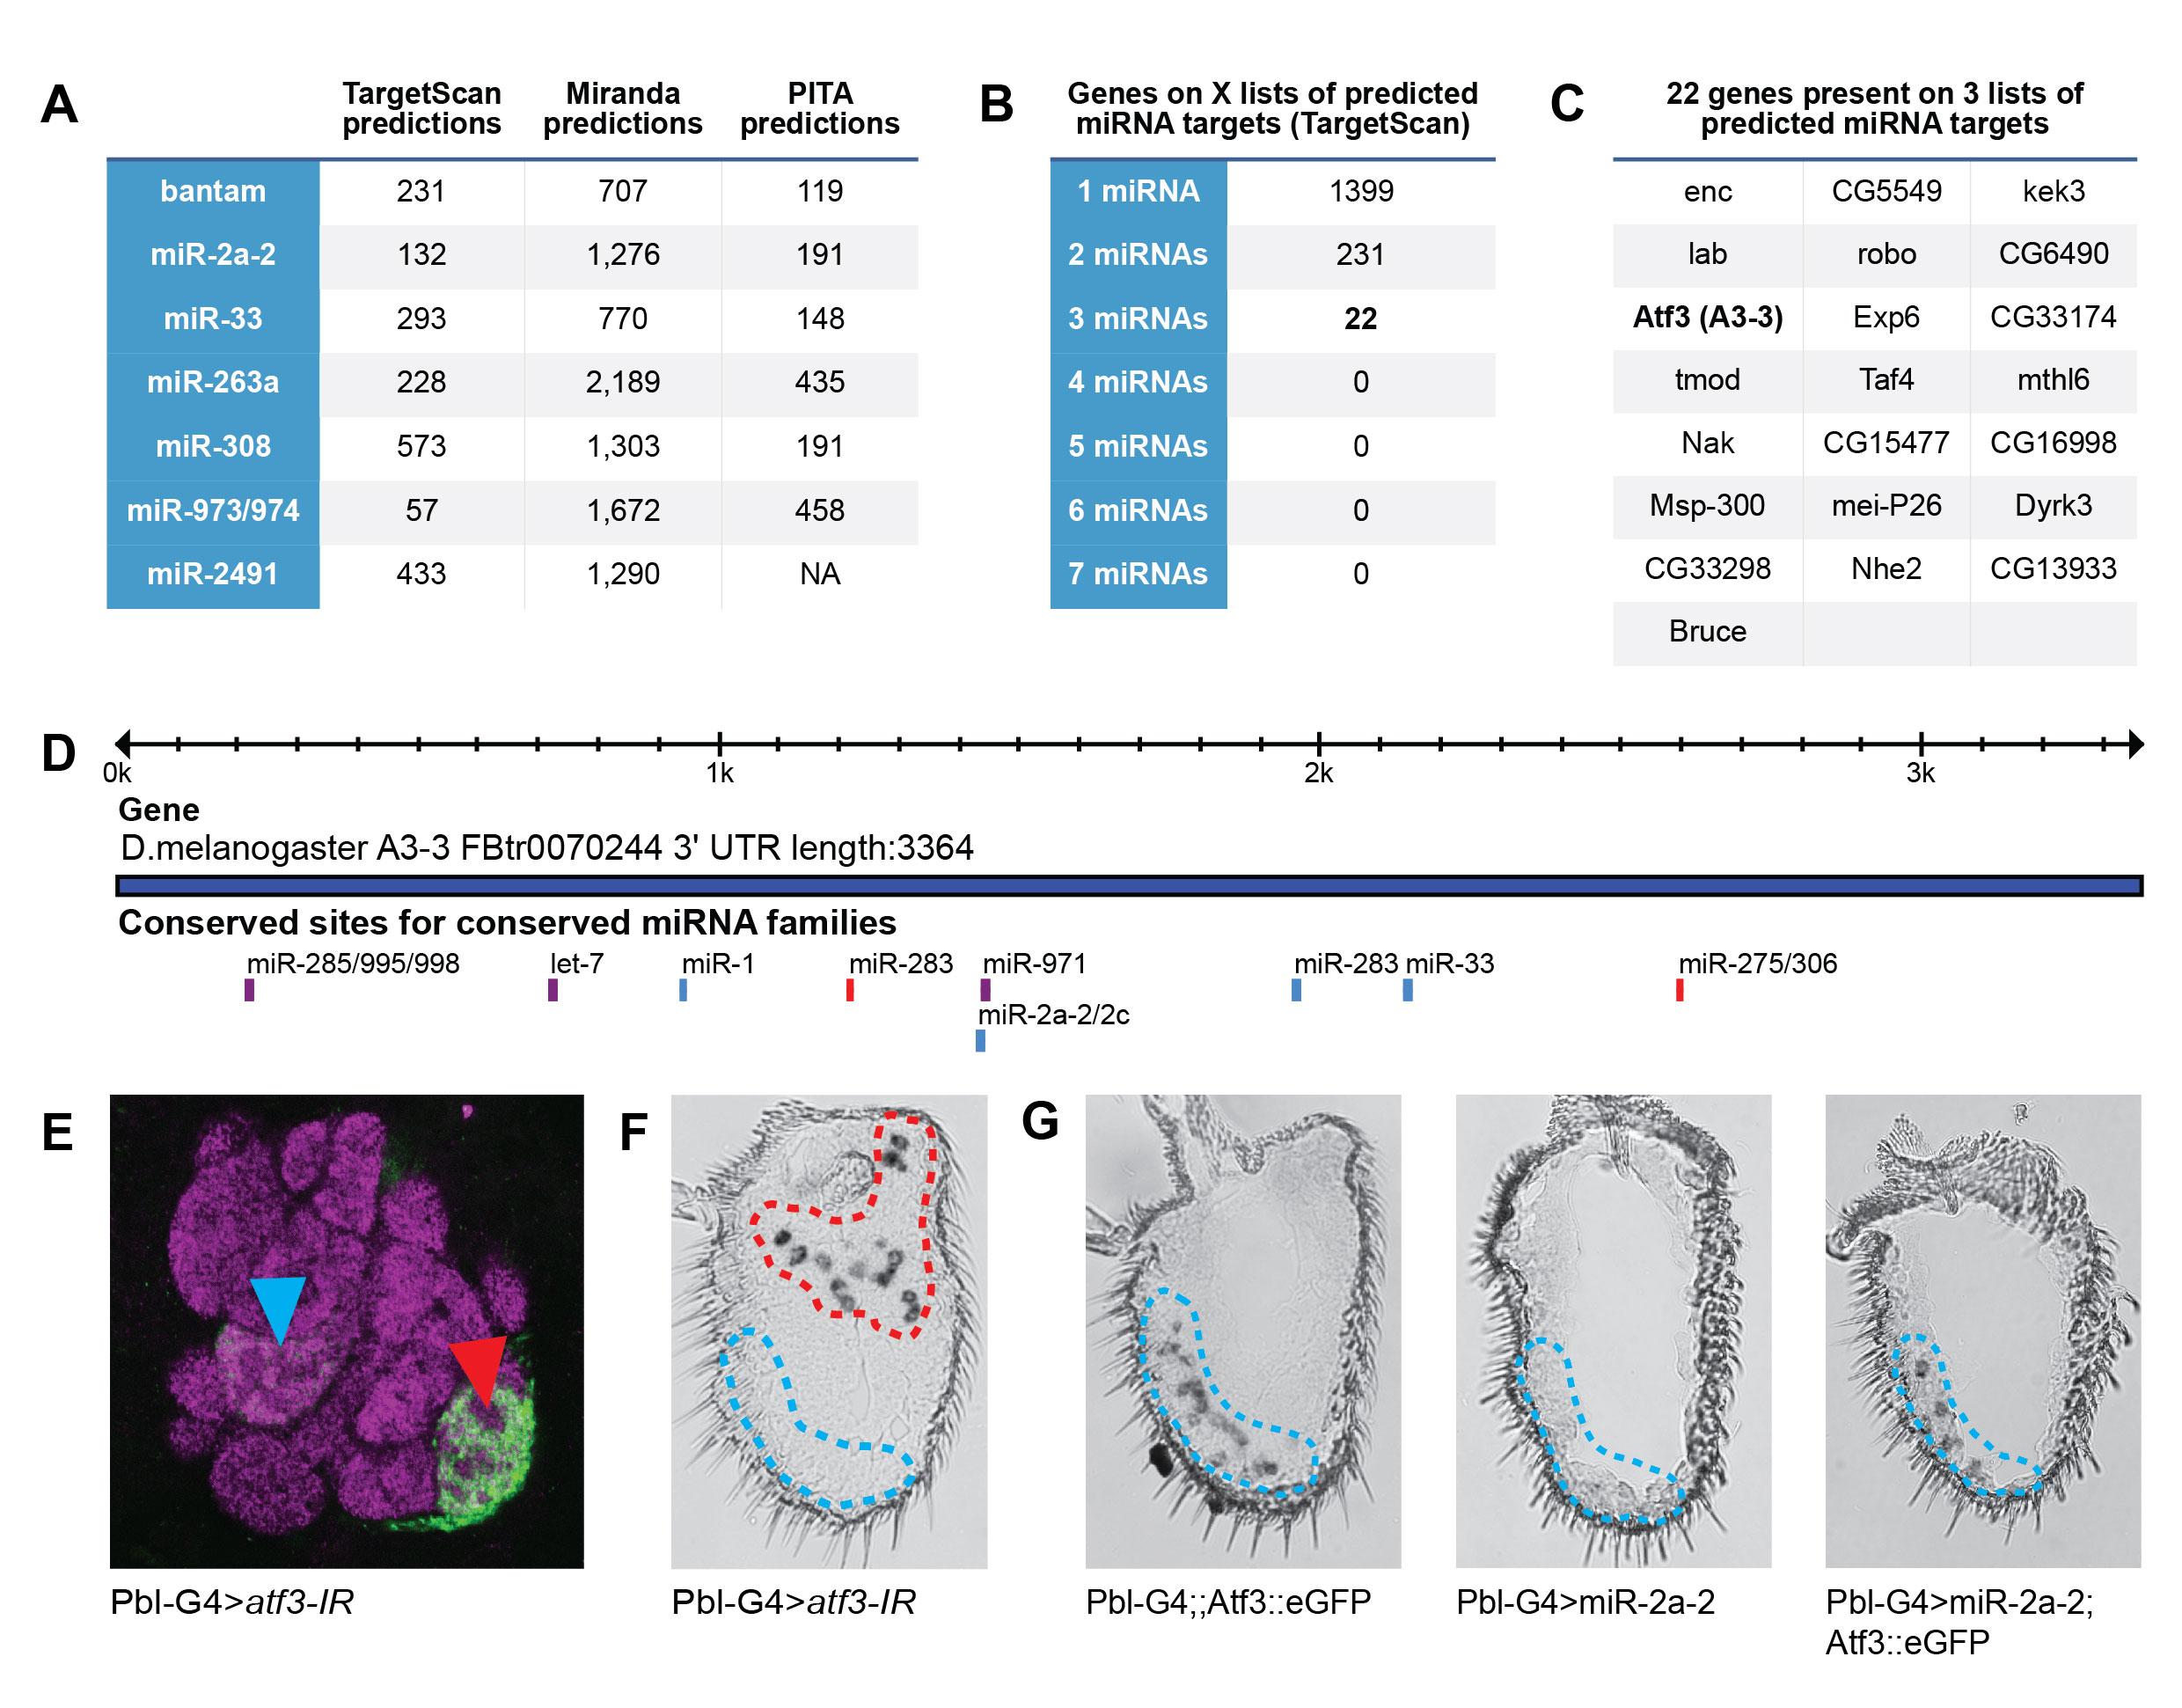 A
TargetScan predictions
Miranda predictions
PITA predictions
bantam 231 707 119
miR-2a-2 132 1,276 191
miR-33 293 770 148
miR-263a 228 2,189 435
miR-308 573 1,303 191
miR-973/974 57 1,672 458
miR-2491 433 1,290 NA
B
Genes on X lists of predicted
miRNA targets (TargetScan)
1 miRNA 1399
2 miRNAs 231
3 miRNAs 22
4 miRNAs 0
5 miRNAs 0
6 miRNAs 0
7 miRNAs 0
C
22 genes present on 3 lists of
predicted miRNA targets
enc CG5549 kek3
lab robo CG6490
Atf3 (A3-3) Exp6 CG33174
tmod Taf4 mthl6
Nak CG15477 CG16998
Msp-300 mei-P26 Dyrk3
CG33298 Nhe2 CG13933
Bruce
D
0k 1k 2k 3k
Gene
D.melanogaster A3-3 FBtr0070244 3' UTR length:3364
Conserved sites for conserved miRNA families
miR-285/995/998 let-7 miR-1 miR-283 miR-971 miR-283 miR-33 miR-275/306
miR-2a-2/2c
E
Pbl-G4>atf3-IR
F
Pbl-G4>atf3-IR
G
Pbl-G4;;Atf3::eGFP
Pbl-G4>miR-2a-2
Pbl-G4>miR-2a-2;
Atf3::eGFP